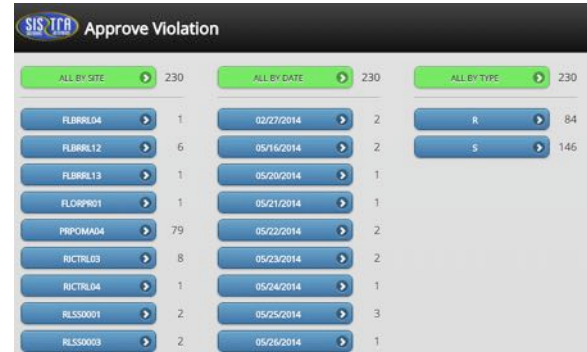 SISTRA Approve Violation
ALL BY SITE 230 ALL BY DATE 230 ALL BY TYPE 230
FLBRRL04 1 02/27/2014 2 R 84
FLBRRL12 6 05/16/2014 2 S 146
FLBRRL13 1 05/20/2014 1
FLORPR01 1 05/21/2014 1
PRPOMA04 79 05/22/2014 2
RICTRL03 8 05/23/2014 2
RICTRL04 1 05/24/2014 1
RLSS0001 2 05/25/2014 3
RLSS0003 2 05/26/2014 1